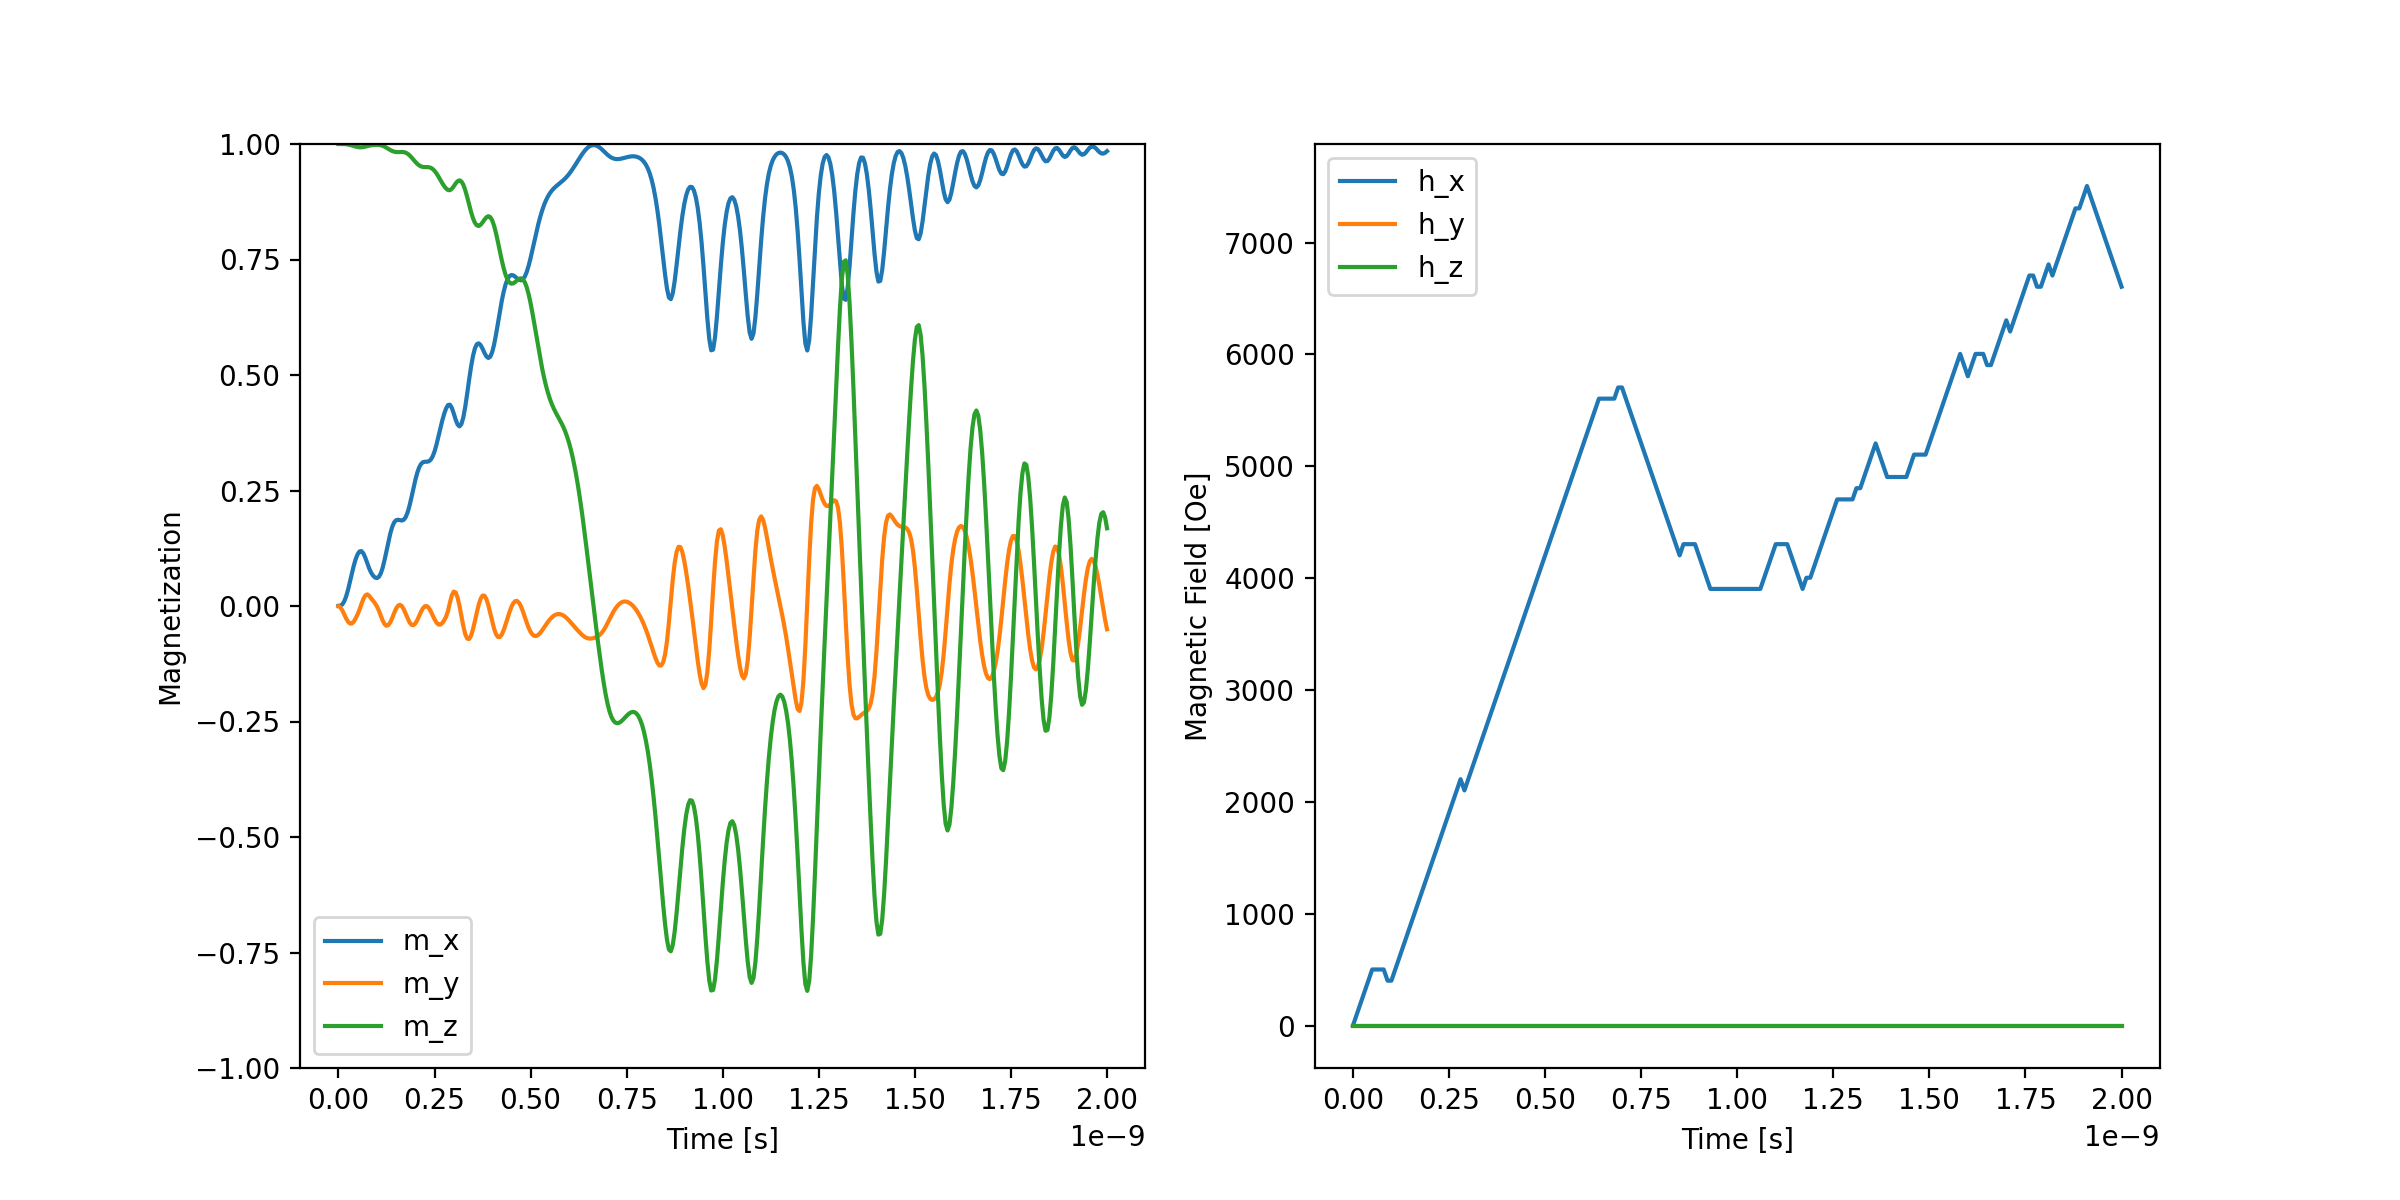 1.00
0.75
0.50
0.25
0.00
−0.25
−0.50
−0.75
−1.00
Magnetization
m_x
m_y
m_z
0.00 0.25 0.50 0.75 1.00 1.25 1.50 1.75 2.00
Time [s]
1e−9
7000
6000
5000
4000
3000
2000
1000
0
Magnetic Field [Oe]
h_x
h_y
h_z
0.00 0.25 0.50 0.75 1.00 1.25 1.50 1.75 2.00
Time [s]
1e−9